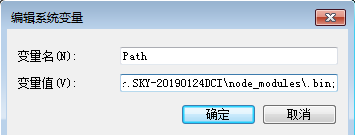 编辑系统变量
变量名(N):
Path
变量值(V):
.SKY-20190124DCI\node_modules\.bin;
确定
取消